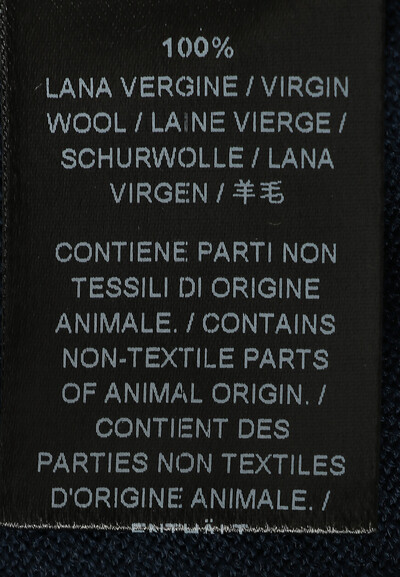 100%
LANA VERGINE / VIRGIN
WOOL / LAINE VIERGE /
SCHURWOLLE / LANA
VIRGEN / 羊毛
CONTIENE PARTI NON
TESSILI DI ORIGINE
ANIMALE. / CONTAINS
NON-TEXTILE PARTS
OF ANIMAL ORIGIN. /
CONTIENT DES
PARTIES NON TEXTILES
D'ORIGINE ANIMALE. /